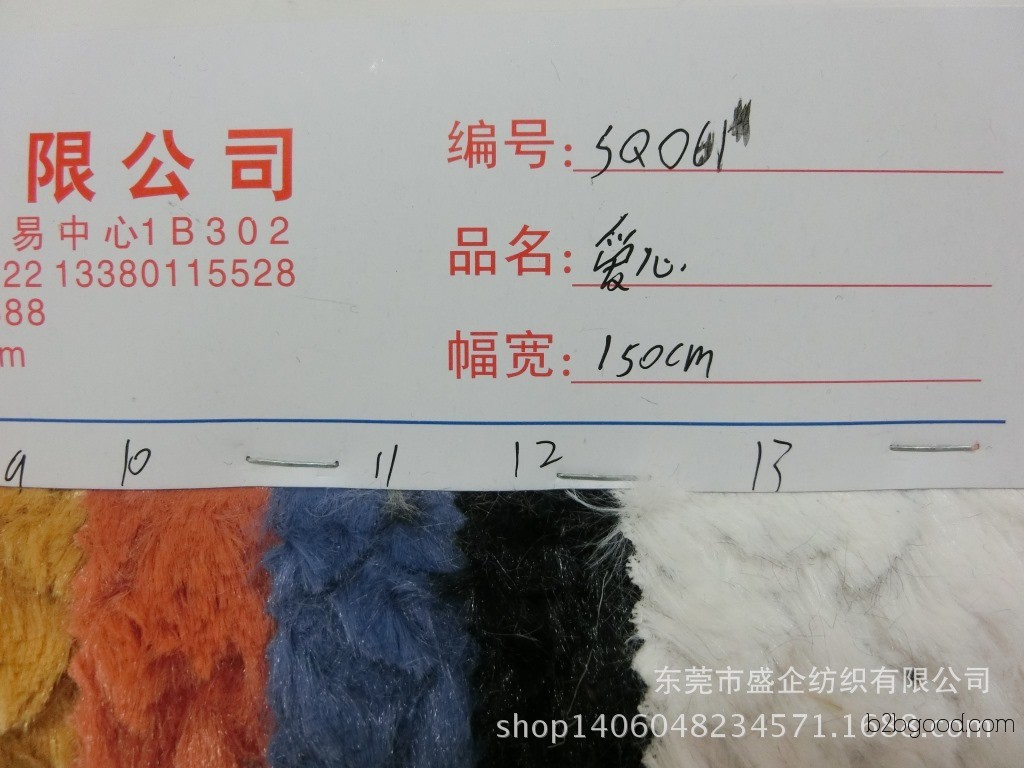 限公司
易中心1B302
22 13380115528
88
m
编号: SQ061
品名: 爱心.
幅宽: 150cm
9 10 11 12 13
东莞市盛企纺织有限公司
shop1406048234571.1688.com
b2bgood.com